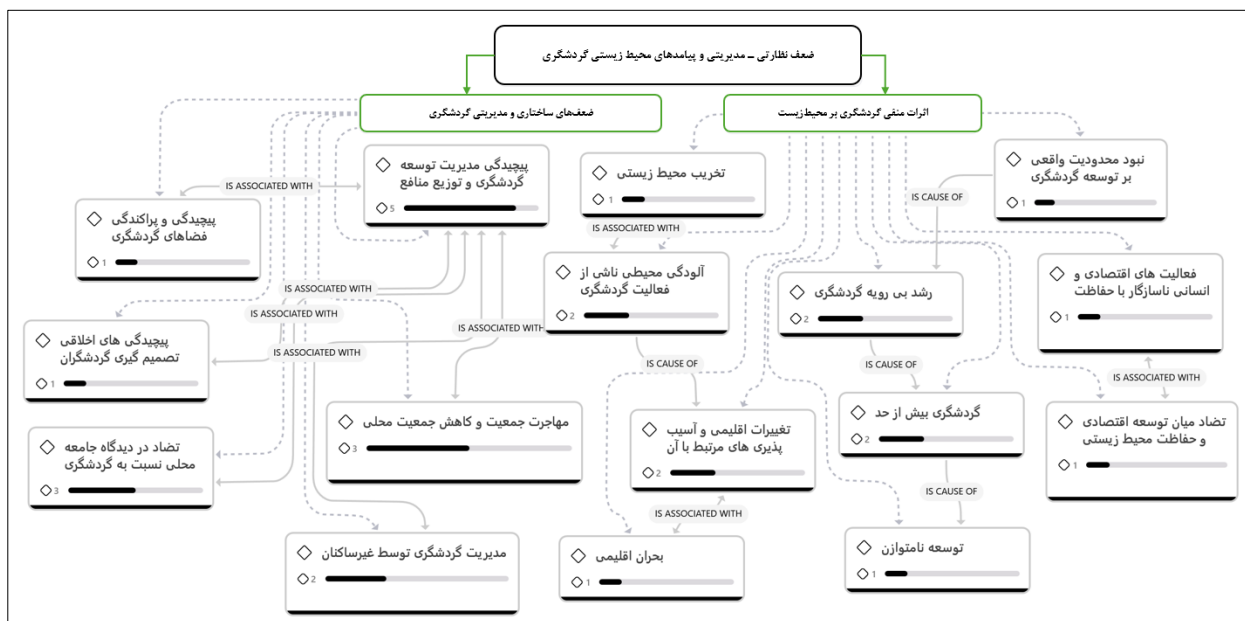 ضعف نظارتی – مدیریتی و پیامدهای محیط زیستی گردشگری
ضعف‌های ساختاری و مدیریتی گردشگری
اثرات منفی گردشگری بر محیط‌زیست
پیچیدگی مدیریت توسعه
گردشگری و توزیع منافع
5
تخریب محیط زیستی
1
نبود محدودیت واقعی
بر توسعه گردشگری
1
IS ASSOCIATED WITH
پیچیدگی و پراکندگی
فضاهای گردشگری
1
IS CAUSE OF
IS ASSOCIATED WITH
آلودگی محیطی ناشی از
فعالیت گردشگری
2
رشد بی رویه گردشگری
2
فعالیت های اقتصادی و
انسانی ناسازگار با حفاظت
1
IS ASSOCIATED WITH
IS ASSOCIATED WITH
IS ASSOCIATED WITH
IS ASSOCIATED WITH
پیچیدگی های اخلاقی
تصمیم گیری گردشگران
1
IS CAUSE OF
IS CAUSE OF
IS ASSOCIATED WITH
مهاجرت جمعیت و کاهش جمعیت محلی
3
تغییرات اقلیمی و آسیب
پذیری های مرتبط با آن
2
گردشگری بیش از حد
2
تضاد میان توسعه اقتصادی
و حفاظت محیط زیستی
1
تضاد در دیدگاه جامعه
محلی نسبت به گردشگری
3
IS CAUSE OF
IS ASSOCIATED WITH
مدیریت گردشگری توسط غیرساکنان
2
بحران اقلیمی
1
توسعه نامتوازن
1